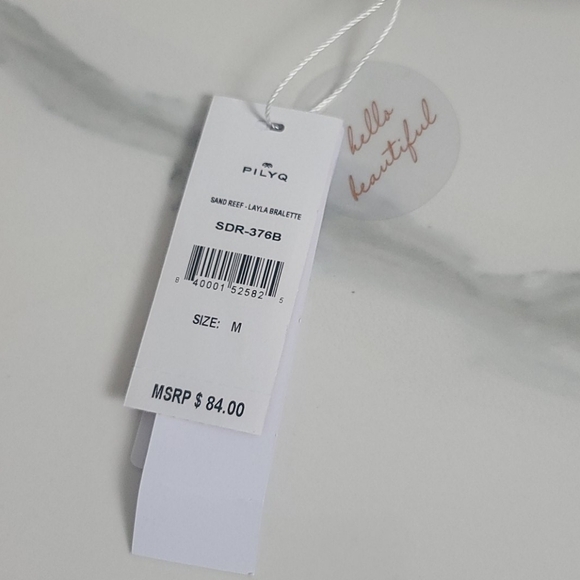 hello
beautiful
PILYQ
SAND REEF - LAYLA BRALETTE
SDR-376B
8 40001 52582 5
SIZE: M
MSRP $ 84.00